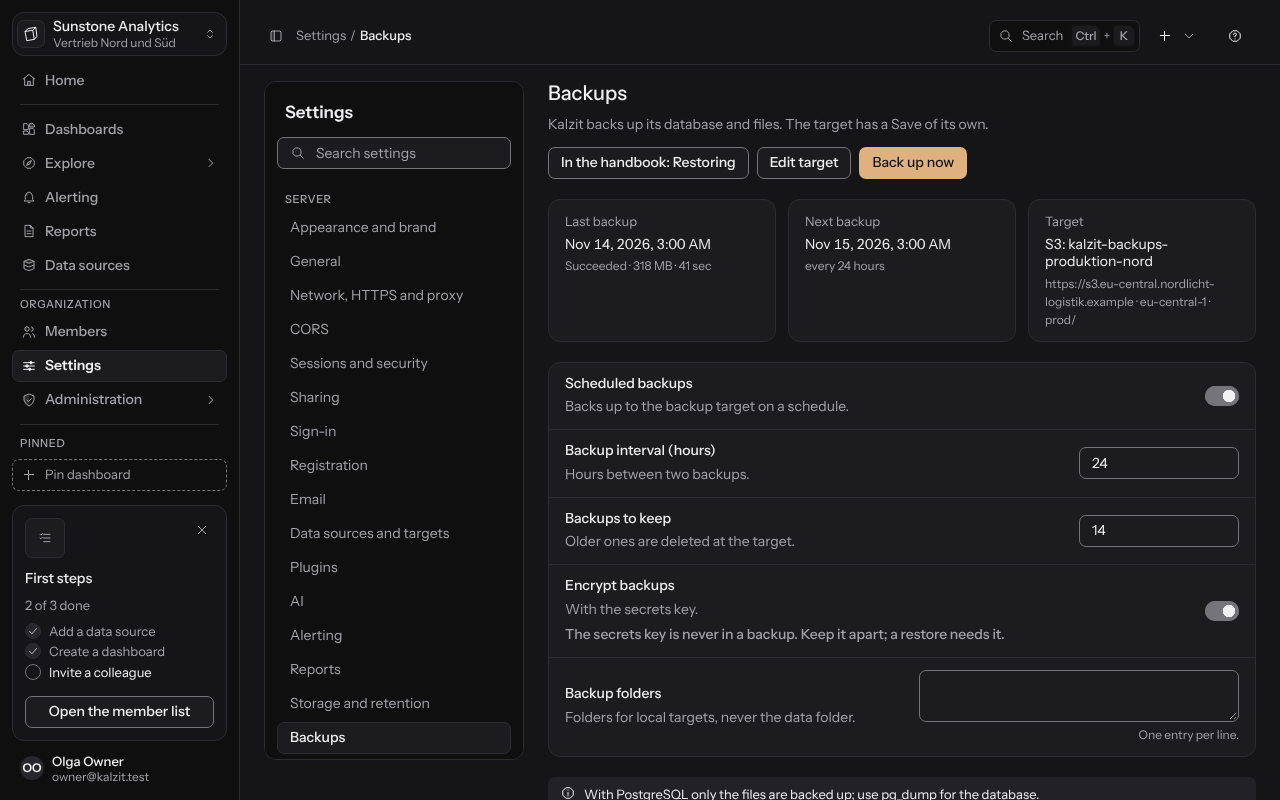 Sunstone Analytics
Vertrieb Nord und Süd
Home
Dashboards
Explore
Alerting
Reports
Data sources
ORGANIZATION
Members
Settings
Administration
PINNED
Pin dashboard
First steps
2 of 3 done
Add a data source
Create a dashboard
Invite a colleague
Open the member list
OO
Olga Owner
owner@kalzit.test
Settings / Backups
Search Ctrl + K
Settings
Search settings
SERVER
Appearance and brand
General
Network, HTTPS and proxy
CORS
Sessions and security
Sharing
Sign-in
Registration
Email
Data sources and targets
Plugins
AI
Alerting
Reports
Storage and retention
Backups
Backups
Kalzit backs up its database and files. The target has a Save of its own.
In the handbook: Restoring
Edit target
Back up now
Last backup
Nov 14, 2026, 3:00 AM
Succeeded · 318 MB · 41 sec
Next backup
Nov 15, 2026, 3:00 AM
every 24 hours
Target
S3: kalzit-backups-
produktion-nord
https://s3.eu-central.nordlicht-
logistik.example · eu-central-1 ·
prod/
Scheduled backups
Backs up to the backup target on a schedule.
Backup interval (hours)
Hours between two backups.
24
Backups to keep
Older ones are deleted at the target.
14
Encrypt backups
With the secrets key.
The secrets key is never in a backup. Keep it apart; a restore needs it.
Backup folders
Folders for local targets, never the data folder.
One entry per line.
With PostgreSQL only the files are backed up; use pg_dump for the database.